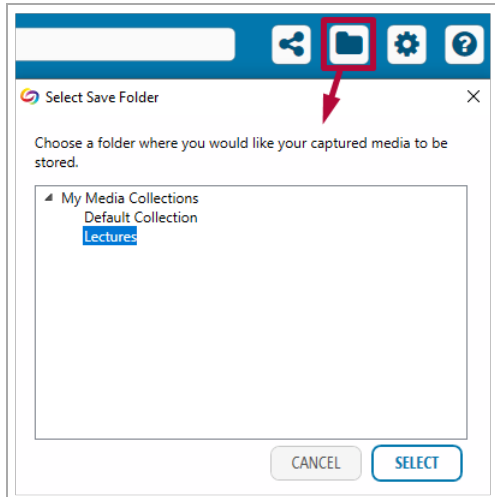 Select Save Folder
Choose a folder where you would like your captured media to be
stored.
My Media Collections
Default Collection
Lectures
CANCEL
SELECT